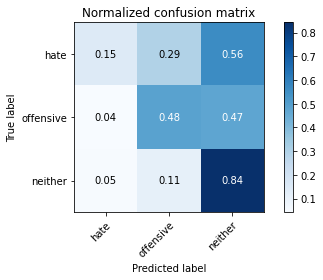 Normalized confusion matrix
True label
hate 0.15 0.29 0.56
offensive 0.04 0.48 0.47
neither 0.05 0.11 0.84
hate offensive neither
Predicted label
0.8
0.7
0.6
0.5
0.4
0.3
0.2
0.1